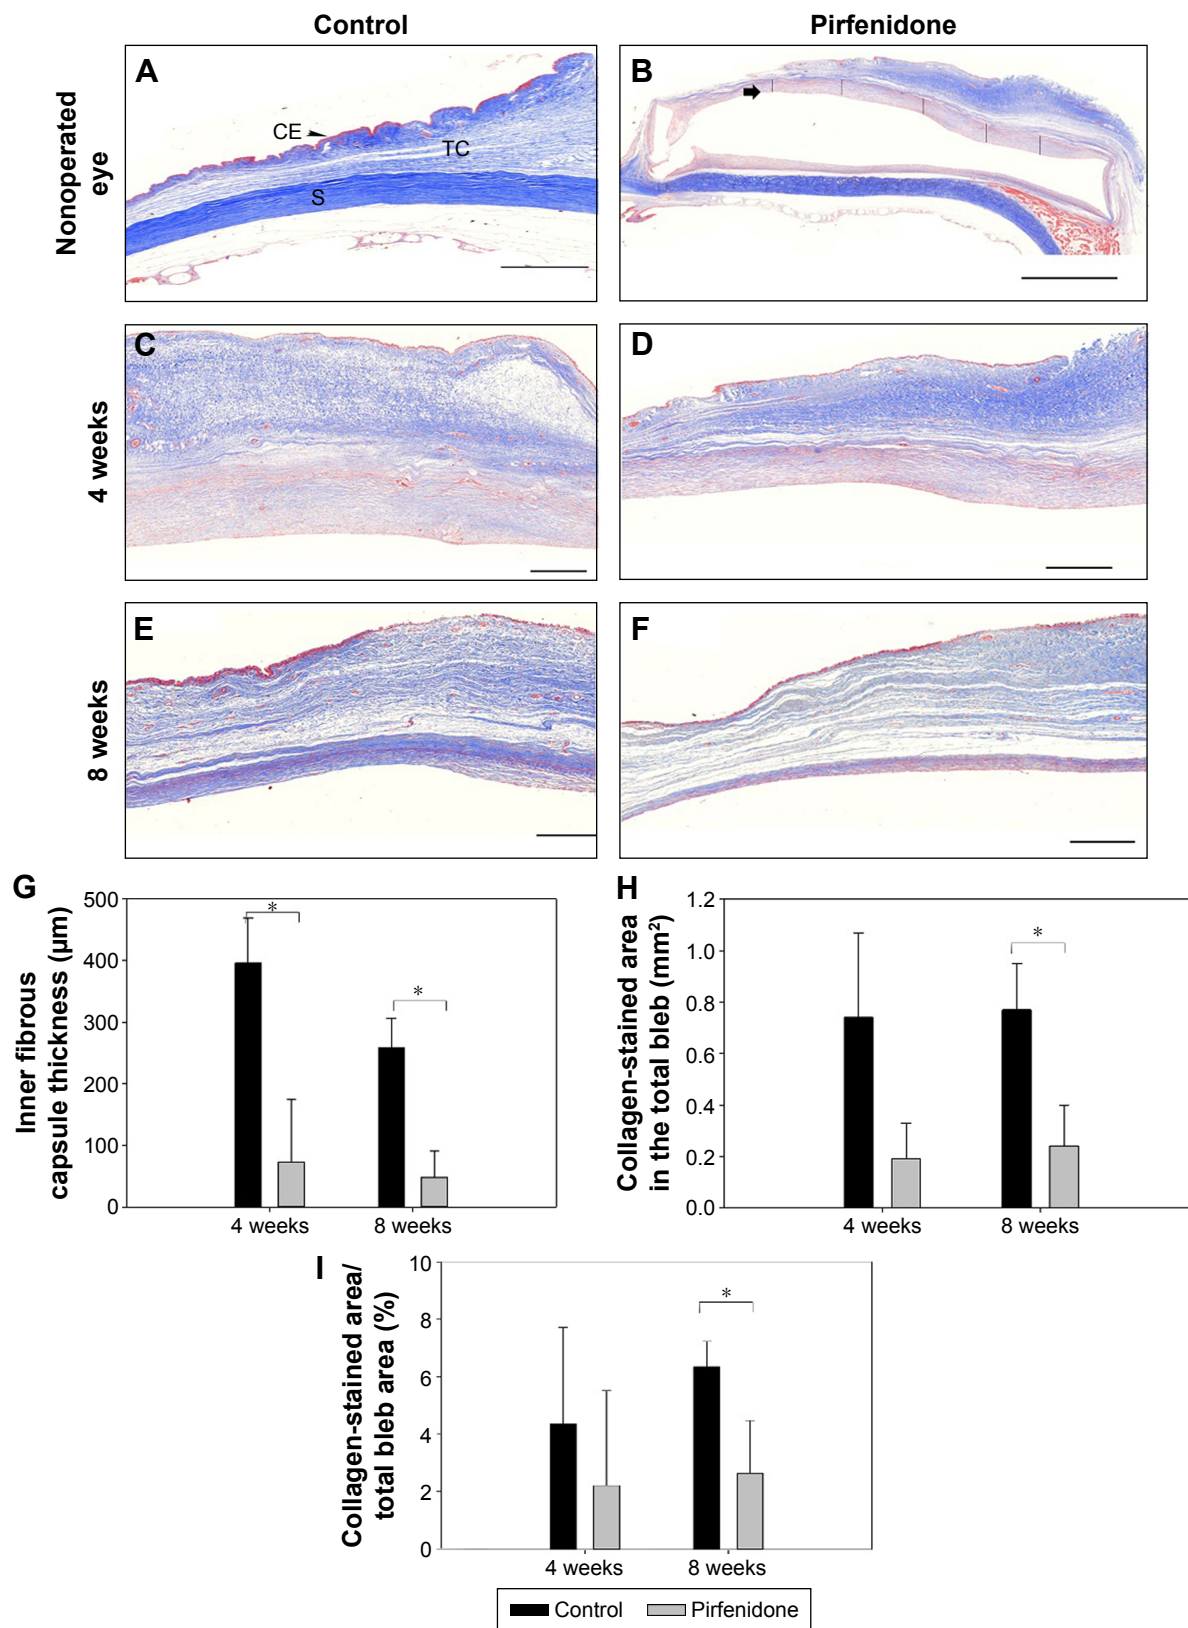 Control
Pirfenidone
Nonoperated
eye
A
CE
TC
S
B
4 weeks
C
D
8 weeks
E
F
G
Inner fibrous
capsule thickness (µm)
500
400
300
200
100
0
*
*
4 weeks
8 weeks
H
Collagen-stained area
in the total bleb (mm²)
1.2
1.0
0.8
0.6
0.4
0.2
0.0
*
4 weeks
8 weeks
I
Collagen-stained area/
total bleb area (%)
10
8
6
4
2
0
*
4 weeks
8 weeks
Control
Pirfenidone